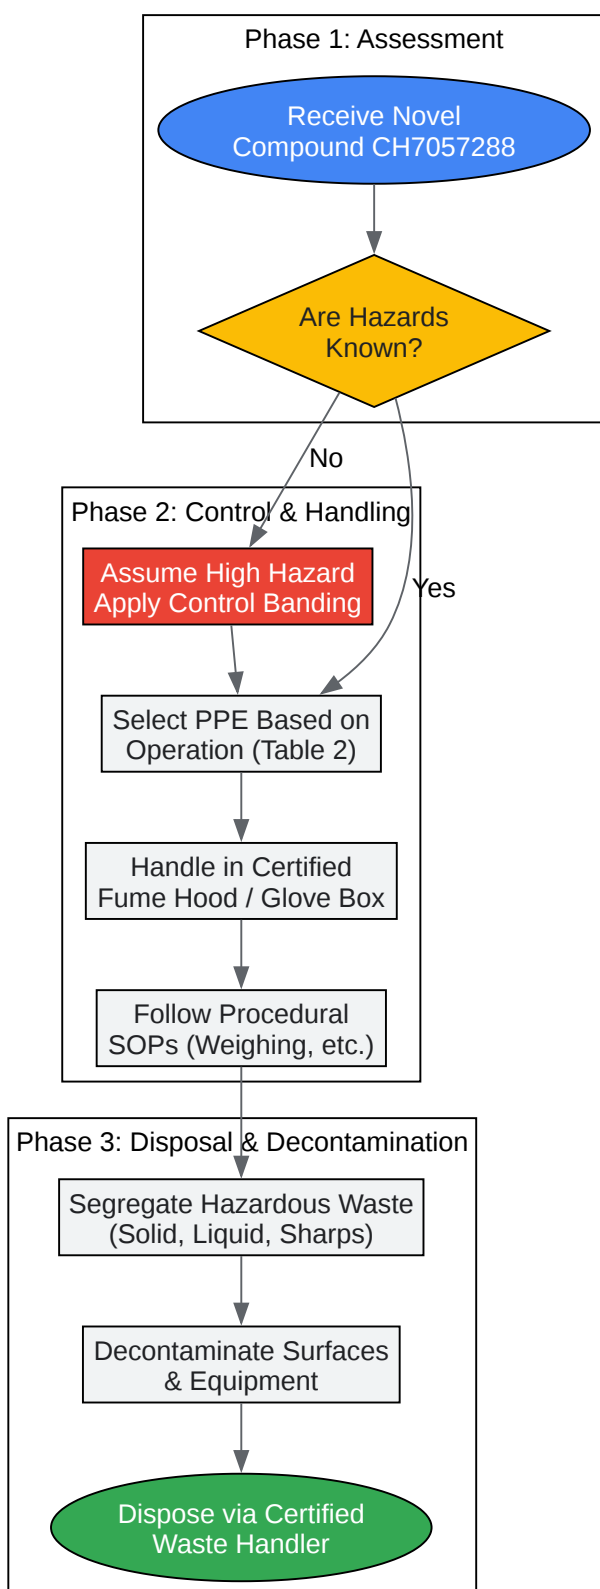 Phase 1: Assessment
Receive Novel
Compound CH7057288
Are Hazards
Known?
No
Phase 2: Control & Handling
Assume High Hazard
Apply Control Banding
Yes
Select PPE Based on
Operation (Table 2)
Handle in Certified
Fume Hood / Glove Box
Follow Procedural
SOPs (Weighing, etc.)
Phase 3: Disposal & Decontamination
Segregate Hazardous Waste
(Solid, Liquid, Sharps)
Decontaminate Surfaces
& Equipment
Dispose via Certified
Waste Handler